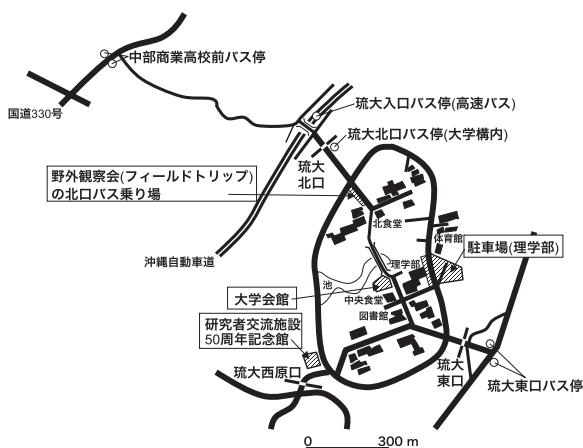 中部商業高校前バス停
国道330号
琉大入口バス停(高速バス)
琉大北口バス停(大学構内)
琉大
北口
野外観察会(フィールドトリップ)
の北口バス乗り場
北食堂
体育館
駐車場(理学部)
沖縄自動車道
理学部
池
大学会館
中央食堂
図書館
研究者交流施設
50周年記念館
琉大西原口
琉大
東口
琉大東口バス停
0 300 m